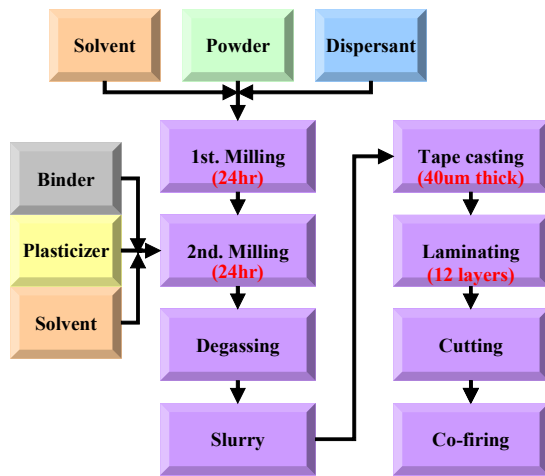 Solvent
Powder
Dispersant
1st. Milling
(24hr)
Binder
Plasticizer
Solvent
2nd. Milling
(24hr)
Degassing
Slurry
Tape casting
(40um thick)
Laminating
(12 layers)
Cutting
Co-firing